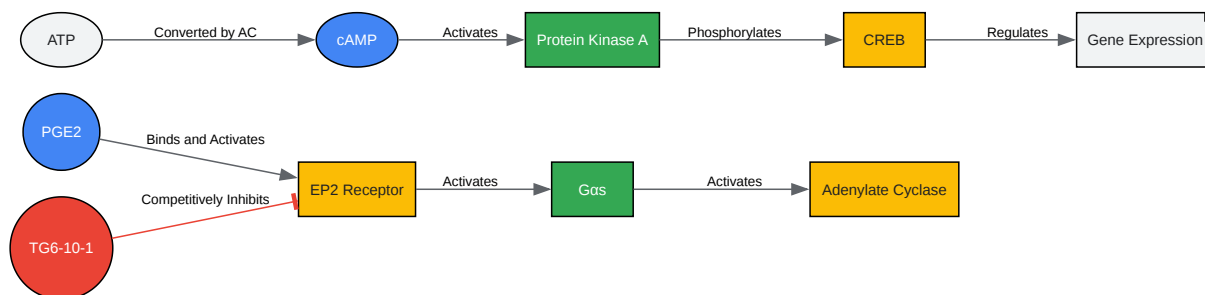 ATP
Converted by AC
cAMP
Activates
Protein Kinase A
Phosphorylates
CREB
Regulates
Gene Expression
PGE2
Binds and Activates
EP2 Receptor
Activates
Gαs
Activates
Adenylate Cyclase
Competitively Inhibits
TG6-10-1